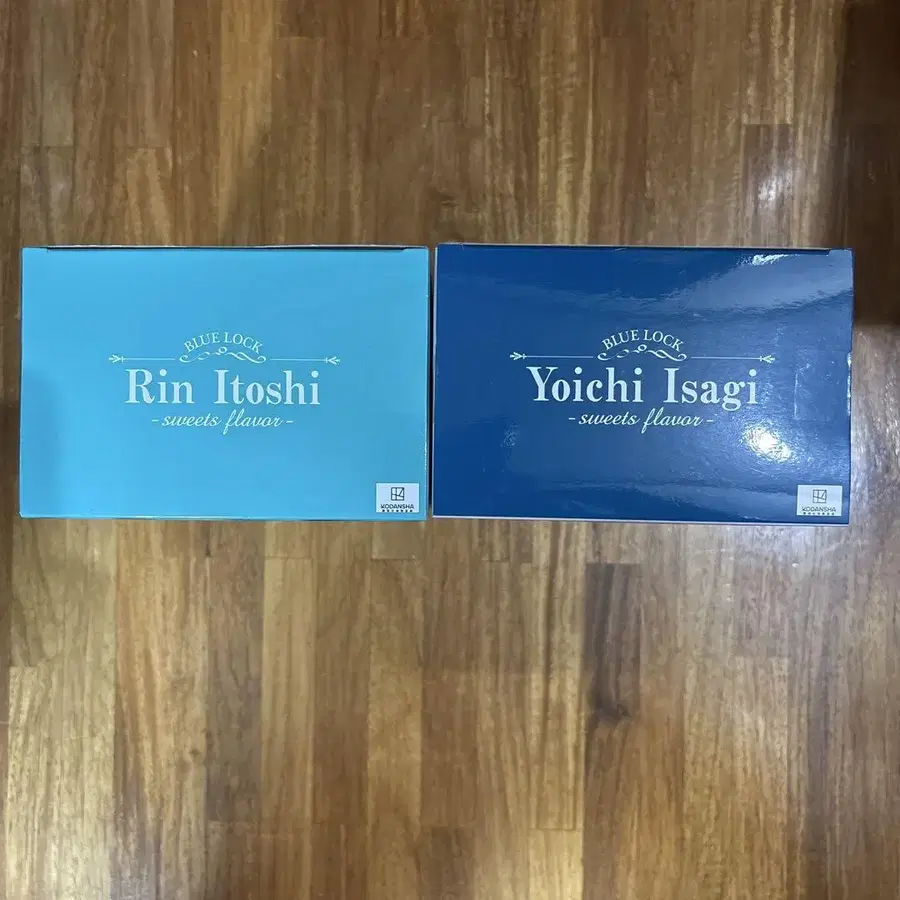 BLUE LOCK
Rin Itoshi
-sweets flavor-
KODANSHA
BLUE LOCK
Yoichi Isagi
-sweets flavor-
KODANSHA